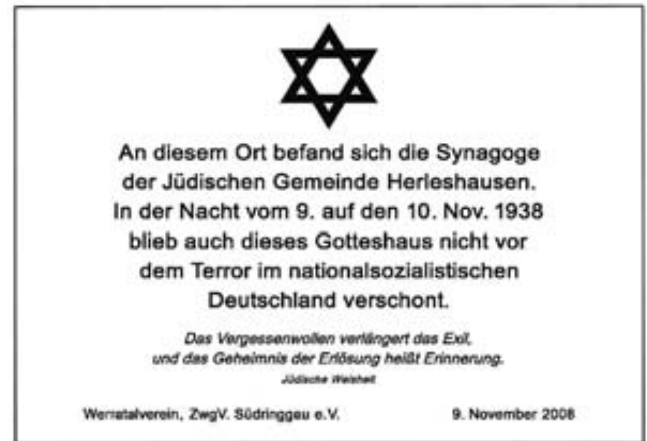 An diesem Ort befand sich die Synagoge
der Jüdischen Gemeinde Herleshausen.
In der Nacht vom 9. auf den 10. Nov. 1938
blieb auch dieses Gotteshaus nicht vor
dem Terror im nationalsozialistischen
Deutschland verschont.
Das Vergessenwollen verlängert das Exil,
und das Geheimnis der Erlösung heißt Erinnerung.
Jüdische Weisheit
Werratalverein, ZwgV. Südringgau e.V. 9. November 2008